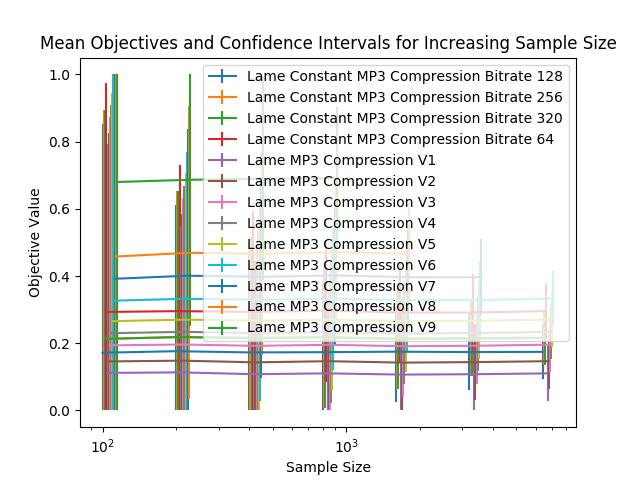 Mean Objectives and Confidence Intervals for Increasing Sample Size
1.0
0.8
0.6
0.4
0.2
0.0
Objective Value
Lame Constant MP3 Compression Bitrate 128
Lame Constant MP3 Compression Bitrate 256
Lame Constant MP3 Compression Bitrate 320
Lame Constant MP3 Compression Bitrate 64
Lame MP3 Compression V1
Lame MP3 Compression V2
Lame MP3 Compression V3
Lame MP3 Compression V4
Lame MP3 Compression V5
Lame MP3 Compression V6
Lame MP3 Compression V7
Lame MP3 Compression V8
Lame MP3 Compression V9
10² 10³
Sample Size